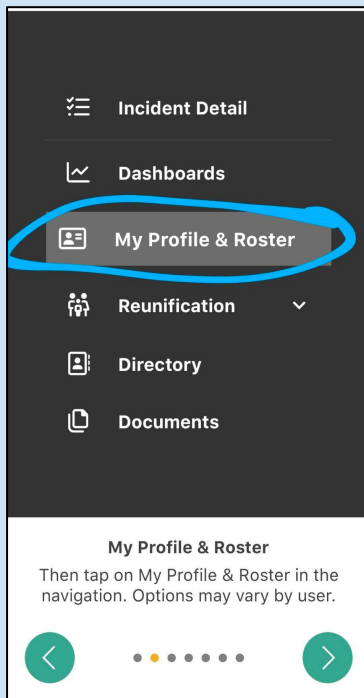 Incident Detail
Dashboards
My Profile & Roster
Reunification
Directory
Documents
My Profile & Roster
Then tap on My Profile & Roster in the
navigation. Options may vary by user.